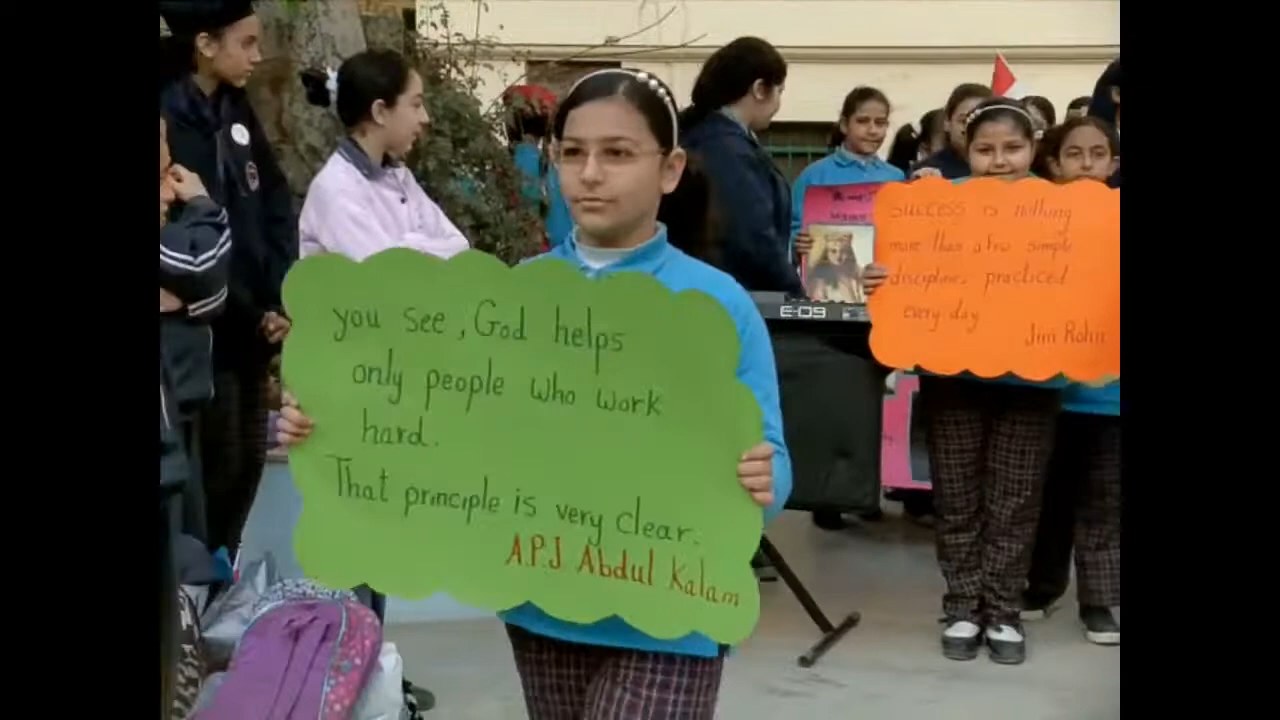 you see, God helps
only people who work
hard.
That principle is very clear.
A.P.J Abdul Kalam
E-09
success is nothing
more than a few simple
disciplines practiced
every day
Jim Rohn